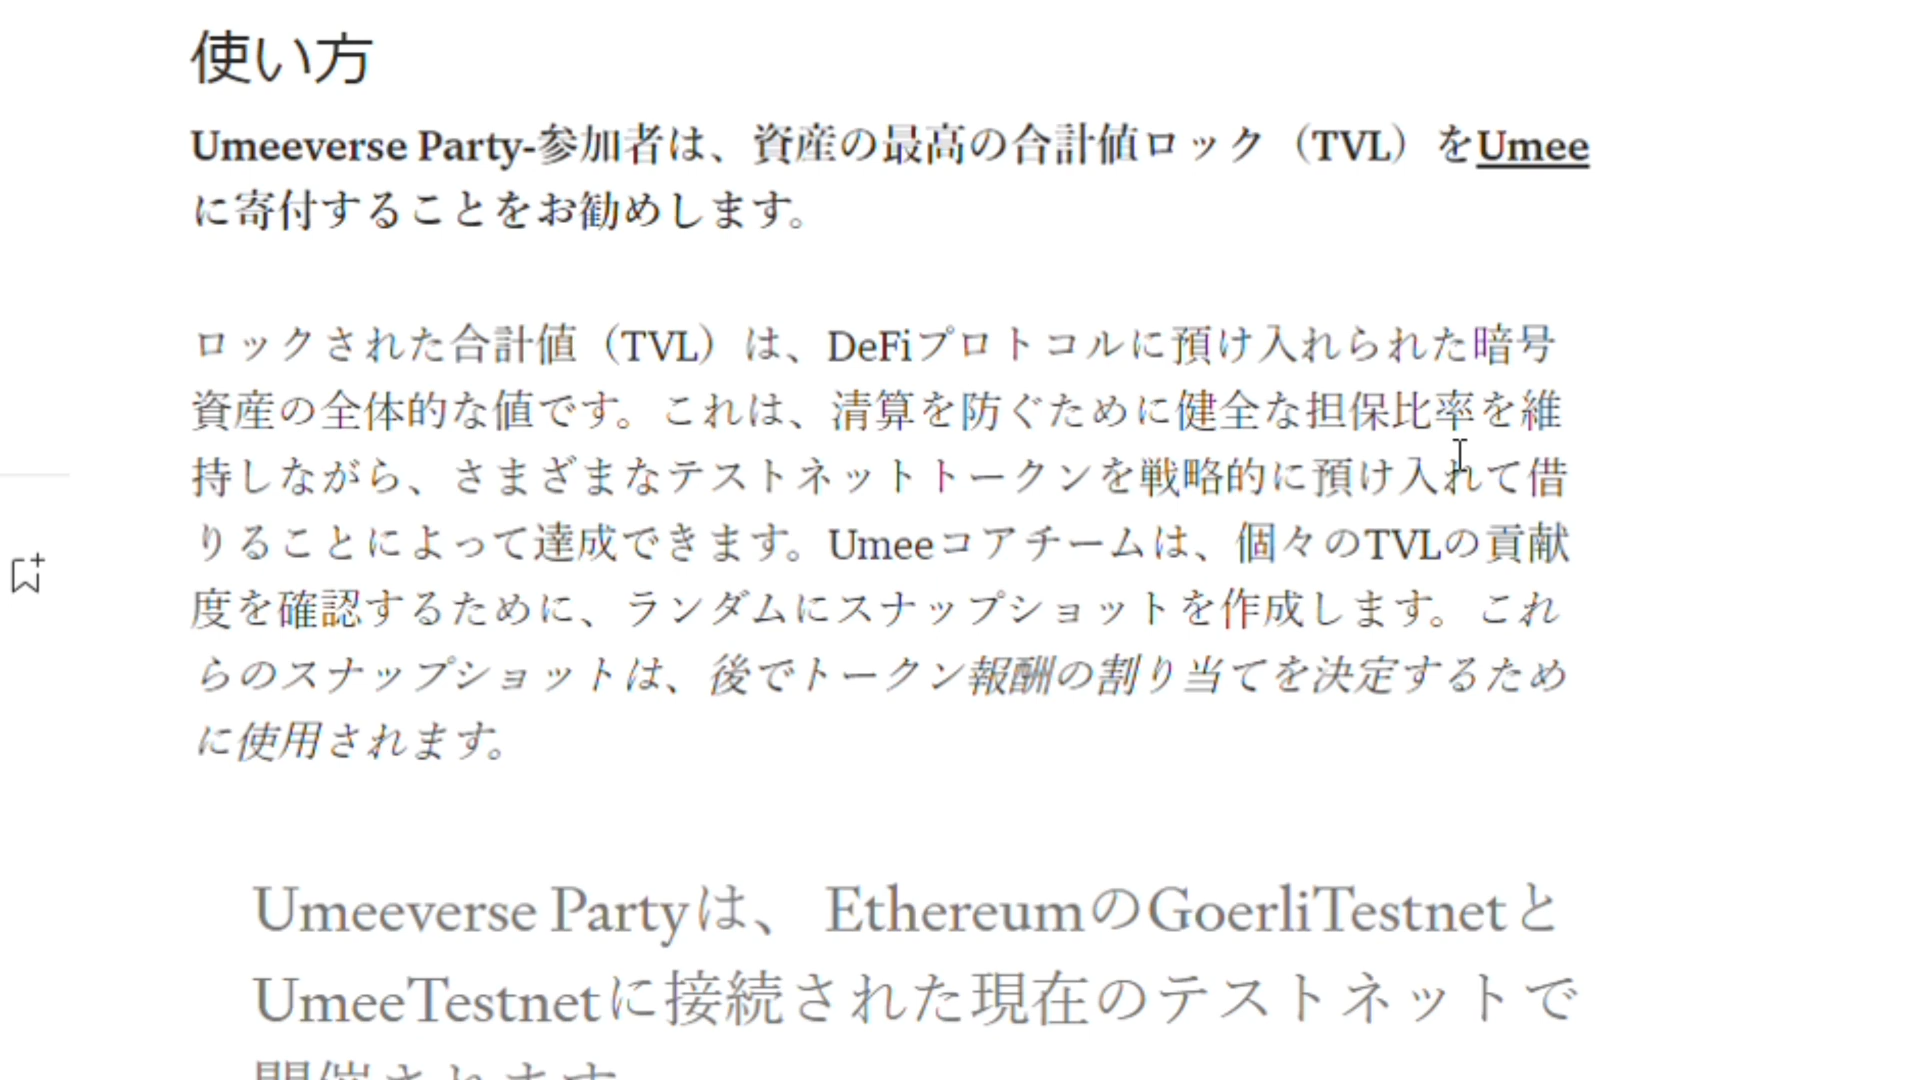 使い方
Umeeverse Party-参加者は、資産の最高の合計値ロック（TVL）をUmee
に寄付することをお勧めします。
ロックされた合計値（TVL）は、DeFiプロトコルに預け入れられた暗号
資産の全体的な値です。これは、清算を防ぐために健全な担保比率を維
持しながら、さまざまなテストネットトークンを戦略的に預け入れて借
りることによって達成できます。Umeeコアチームは、個々のTVLの貢献
度を確認するために、ランダムにスナップショットを作成します。これ
らのスナップショットは、後でトークン報酬の割り当てを決定するため
に使用されます。
Umeeverse Partyは、 EthereumのGoerliTestnetと
UmeeTestnetに接続された現在のテストネットで
開催されます